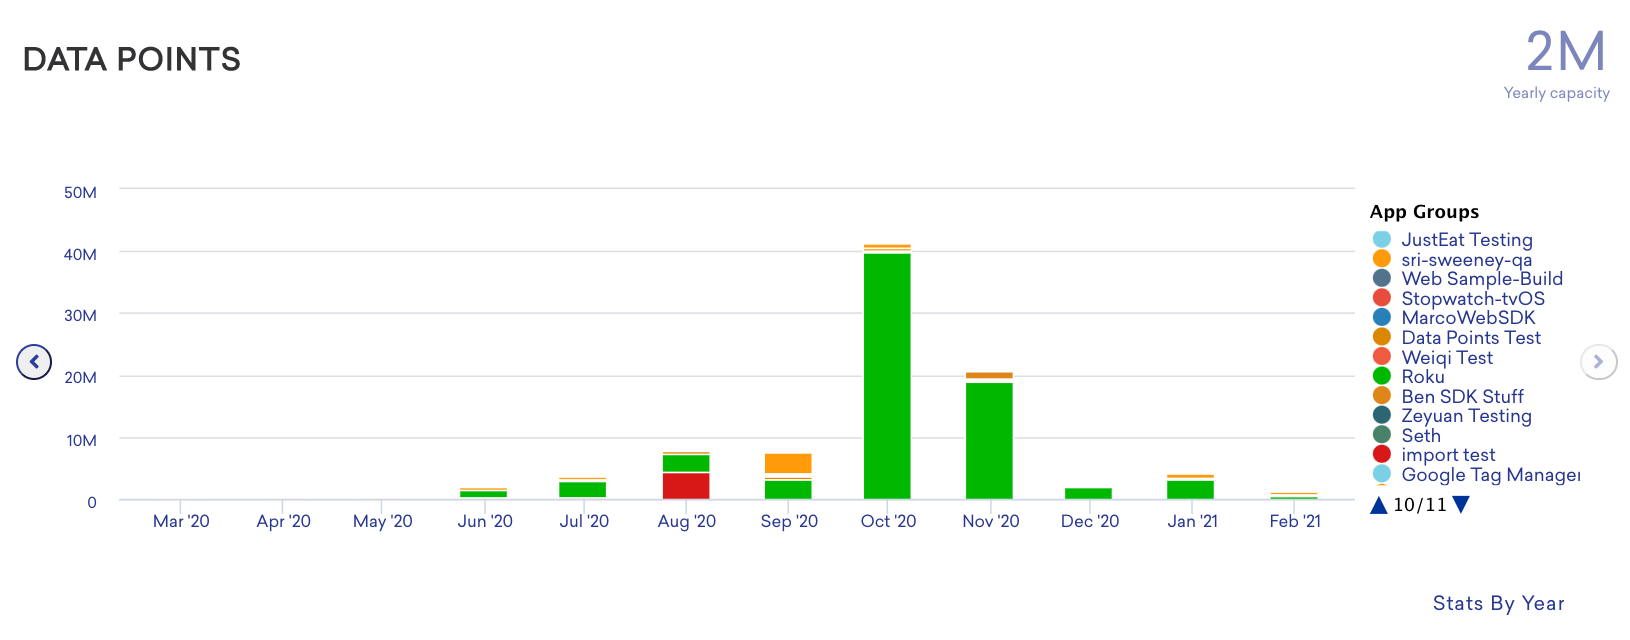 DATA POINTS
2M
Yearly capacity
50M
40M
30M
20M
10M
0
Mar '20
Apr '20
May '20
Jun '20
Jul '20
Aug '20
Sep '20
Oct '20
Nov '20
Dec '20
Jan '21
Feb '21
App Groups
JustEat Testing
sri-sweeney-qa
Web Sample-Build
Stopwatch-tvOS
MarcoWebSDK
Data Points Test
Weiqi Test
Roku
Ben SDK Stuff
Zeyuan Testing
Seth
import test
Google Tag Manager
10/11
Stats By Year